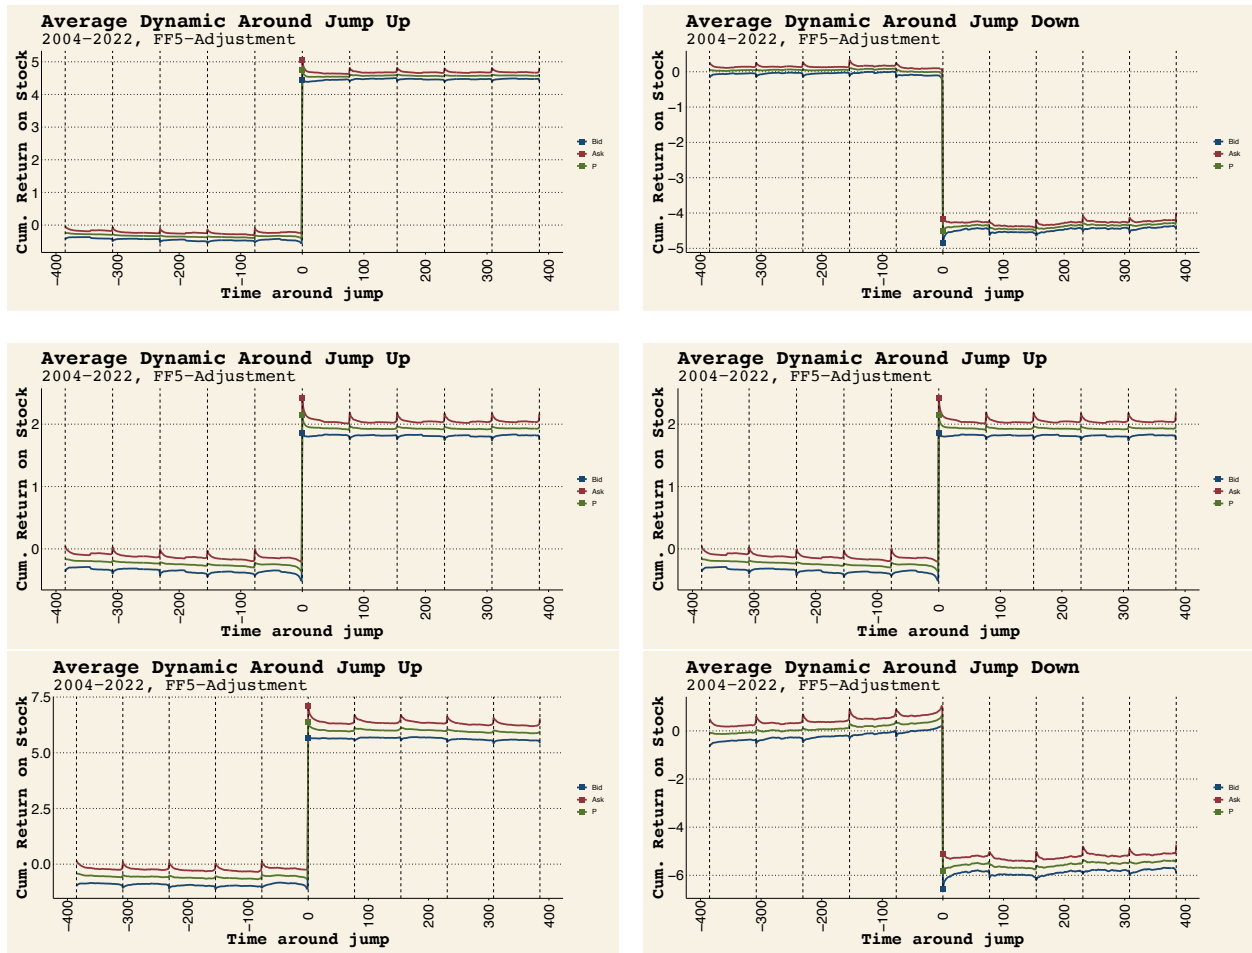 Average Dynamic Around Jump Up
2004−2022, FF5−Adjustment
Cum. Return on Stock
5
4
3
2
1
0
−400
−300
−200
−100
0
100
200
300
400
Time around jump
Bid
Ask
P
Average Dynamic Around Jump Down
2004−2022, FF5−Adjustment
Cum. Return on Stock
0
−1
−2
−3
−4
−5
−400
−300
−200
−100
0
100
200
300
400
Time around jump
Bid
Ask
P
Average Dynamic Around Jump Up
2004−2022, FF5−Adjustment
Cum. Return on Stock
2
1
0
−400
−300
−200
−100
0
100
200
300
400
Time around jump
Bid
Ask
P
Average Dynamic Around Jump Up
2004−2022, FF5−Adjustment
Cum. Return on Stock
2
1
0
−400
−300
−200
−100
0
100
200
300
400
Time around jump
Bid
Ask
P
Average Dynamic Around Jump Up
2004−2022, FF5−Adjustment
Cum. Return on Stock
7.5
5.0
2.5
0.0
−400
−300
−200
−100
0
100
200
300
400
Time around jump
Bid
Ask
P
Average Dynamic Around Jump Down
2004−2022, FF5−Adjustment
Cum. Return on Stock
0
−2
−4
−6
−400
−300
−200
−100
0
100
200
300
400
Time around jump
Bid
Ask
P